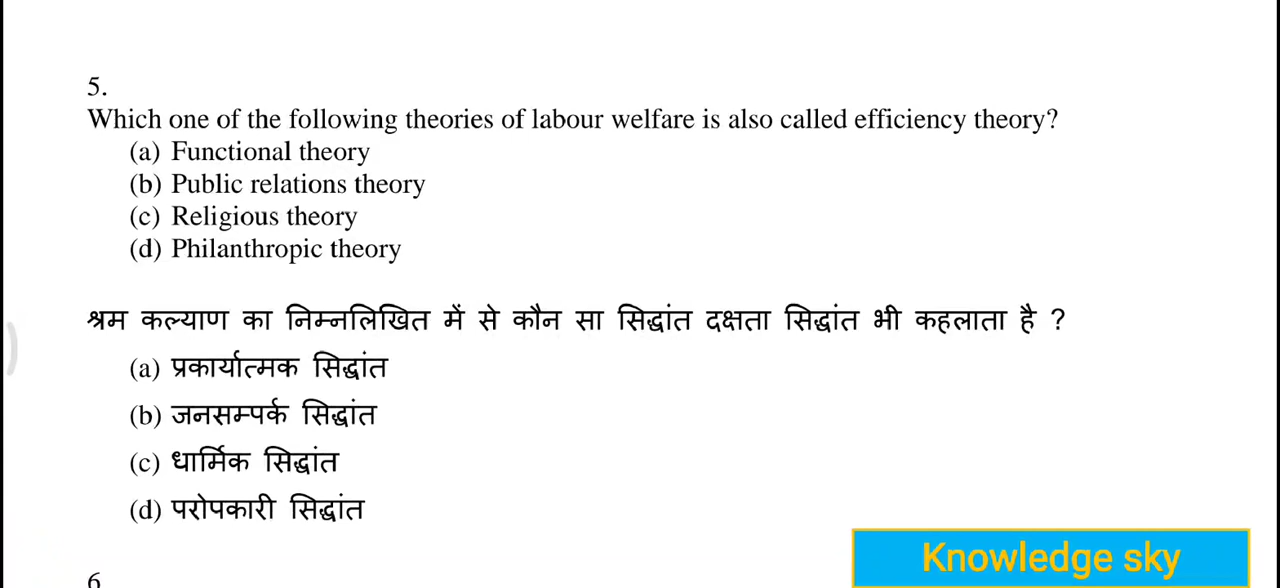 5.
Which one of the following theories of labour welfare is also called efficiency theory?
(a) Functional theory
(b) Public relations theory
(c) Religious theory
(d) Philanthropic theory
श्रम कल्याण का निम्नलिखित में से कौन सा सिद्धांत दक्षता सिद्धांत भी कहलाता है ?
(a) प्रकार्यात्मक सिद्धांत
(b) जनसम्पर्क सिद्धांत
(c) धार्मिक सिद्धांत
(d) परोपकारी सिद्धांत
Knowledge sky
6